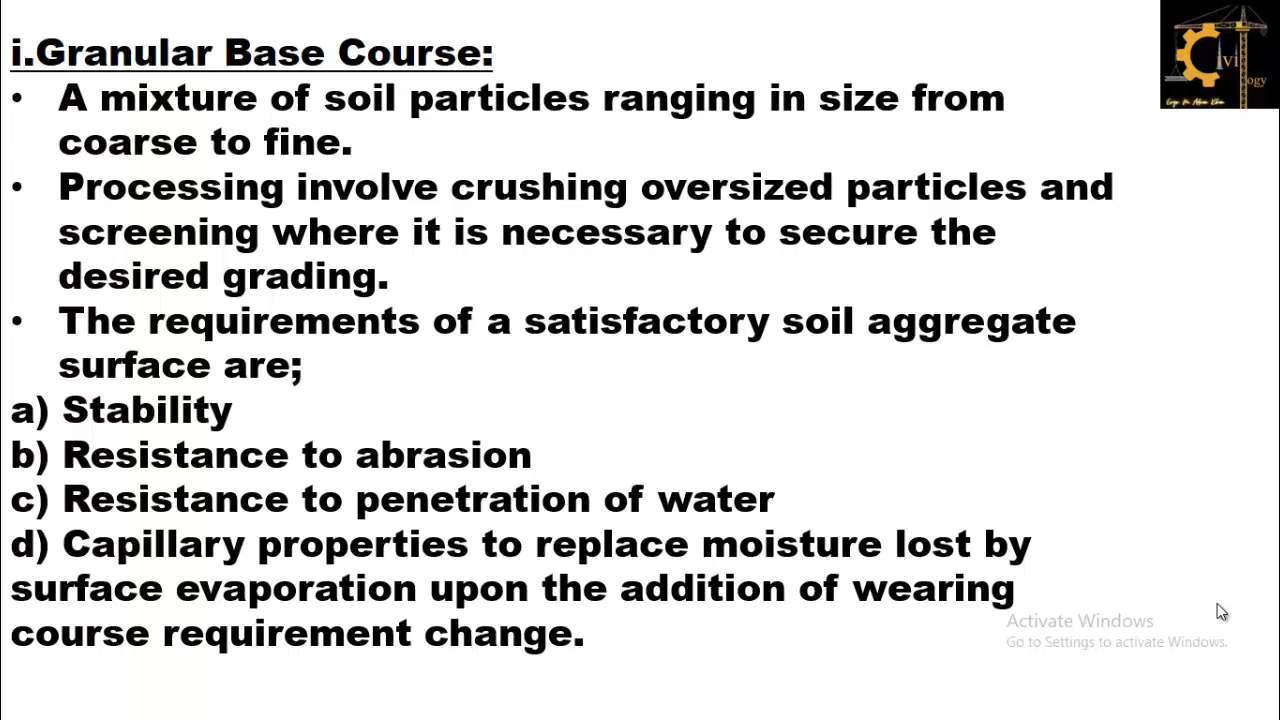 i.Granular Base Course:
• A mixture of soil particles ranging in size from
coarse to fine.
• Processing involve crushing oversized particles and
screening where it is necessary to secure the
desired grading.
• The requirements of a satisfactory soil aggregate
surface are;
a) Stability
b) Resistance to abrasion
c) Resistance to penetration of water
d) Capillary properties to replace moisture lost by
surface evaporation upon the addition of wearing
course requirement change.
Activate Windows
Go to Settings to activate Windows.
ivi
logy